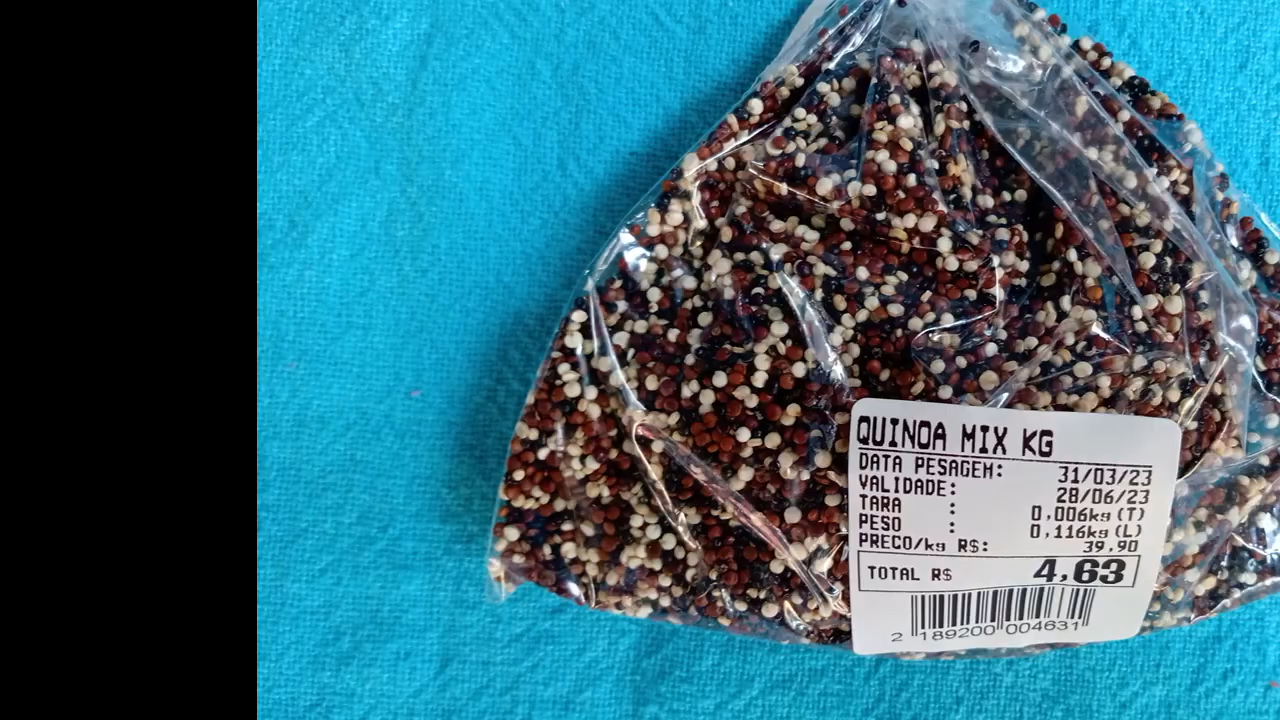 QUINOA MIX KG
DATA PESAGEM: 31/03/23
VALIDADE: 28/06/23
TARA : 0,006kg (T)
PESO : 0,116kg (L)
PRECO/kg R$: 39,90
TOTAL R$ 4,63
2 189200 004631